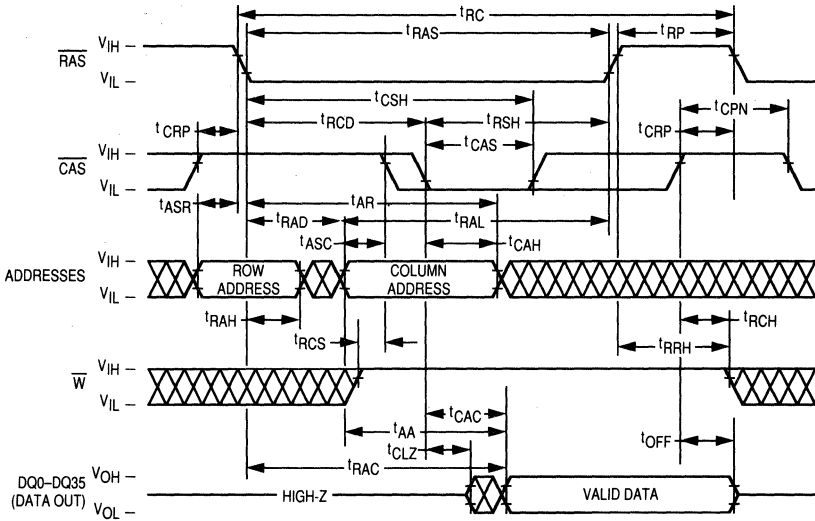 tRC
tRAS
tRP
RAS
VIH
VIL
tCSH
tCPN
tCRP
tRCD
tRSH
tCRP
tCAS
CAS
VIH
VIL
tASR
tAR
tRAD
tRAL
tASC
tCAH
ADDRESSES
VIH
VIL
ROW ADDRESS
COLUMN ADDRESS
tRAH
tRCS
tRCH
tRRH
W
VIH
VIL
tCAC
tAA
tCLZ
tOFF
tRAC
DQ0–DQ35
(DATA OUT)
VOH
VOL
HIGH-Z
VALID DATA